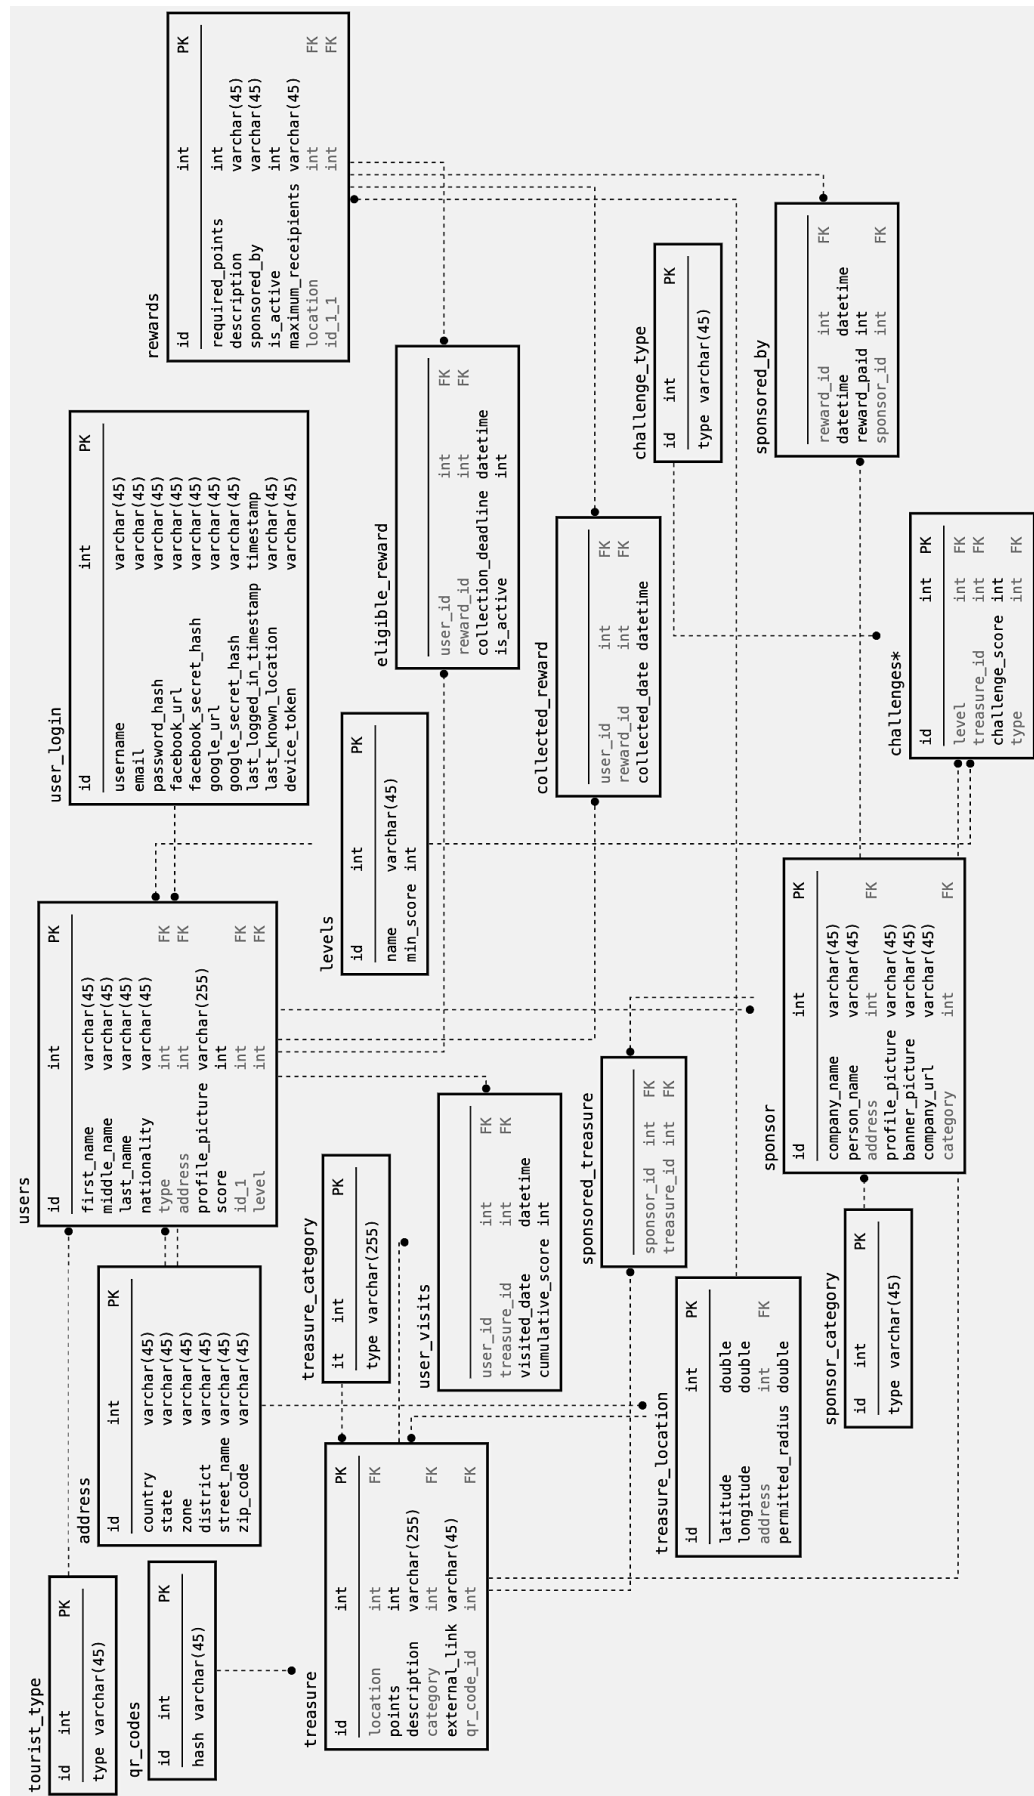 tourist_type
id int PK
type varchar(45)
qr_codes
id int PK
hash varchar(45)
address
id int PK
country varchar(45)
state varchar(45)
zone varchar(45)
district varchar(45)
street_name varchar(45)
zip_code varchar(45)
users
id int PK
first_name varchar(45)
middle_name varchar(45)
last_name varchar(45)
nationality varchar(45)
type int FK
address int FK
profile_picture varchar(255)
score int
id_1 int FK
level int FK
user_login
id int PK
username varchar(45)
email varchar(45)
password_hash varchar(45)
facebook_url varchar(45)
facebook_secret_hash varchar(45)
google_url varchar(45)
google_secret_hash varchar(45)
last_logged_in_timestamp timestamp
last_known_location varchar(45)
device_token varchar(45)
rewards
id int PK
required_points int
description varchar(45)
sponsored_by varchar(45)
is_active int
maximum_receipients varchar(45)
location int FK
id_1_1 int FK
treasure
id int PK
location int FK
points int
description varchar(255)
category int FK
external_link varchar(45)
qr_code_id int FK
treasure_category
it int PK
type varchar(255)
levels
id int PK
name varchar(45)
min_score int
eligible_reward
user_id int FK
reward_id int FK
collection_deadline datetime
is_active int
user_visits
user_id int FK
treasure_id int FK
visited_date datetime
cumulative_score int
collected_reward
user_id int FK
reward_id int FK
collected_date datetime
sponsored_treasure
sponsor_id int FK
treasure_id int FK
challenge_type
id int PK
type varchar(45)
treasure_location
id int PK
latitude double
longitude double
address int FK
permitted_radius double
sponsor
id int PK
company_name varchar(45)
person_name varchar(45)
address int FK
profile_picture varchar(45)
banner_picture varchar(45)
company_url varchar(45)
category int FK
sponsored_by
reward_id int FK
datetime datetime
reward_paid int
sponsor_id int FK
sponsor_category
id int PK
type varchar(45)
challenges*
id int PK
level int FK
treasure_id int FK
challenge_score int
type int FK